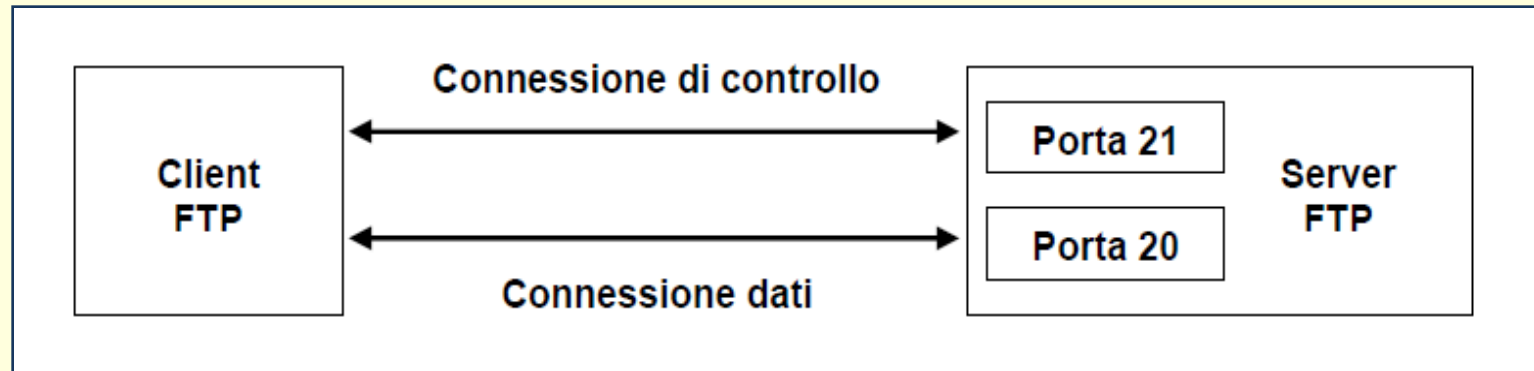 Connessione di controllo
Client
FTP
Porta 21
Server
FTP
Porta 20
Connessione dati